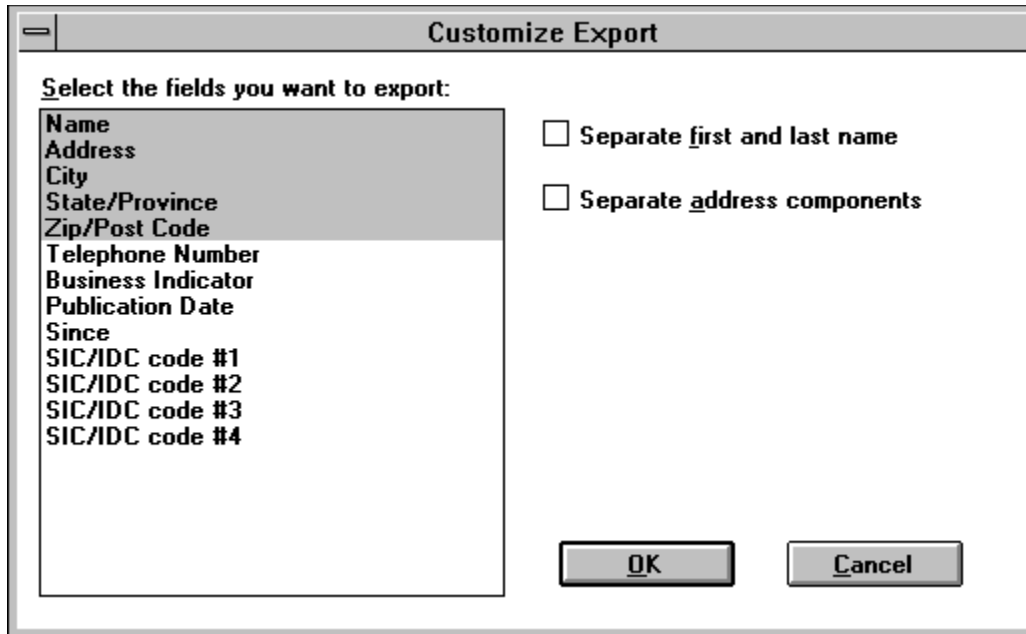 Customize Export
Select the fields you want to export:
Name
Address
City
State/Province
Zip/Post Code
Telephone Number
Business Indicator
Publication Date
Since
SIC/IDC code #1
SIC/IDC code #2
SIC/IDC code #3
SIC/IDC code #4
Separate first and last name
Separate address components
OK
Cancel